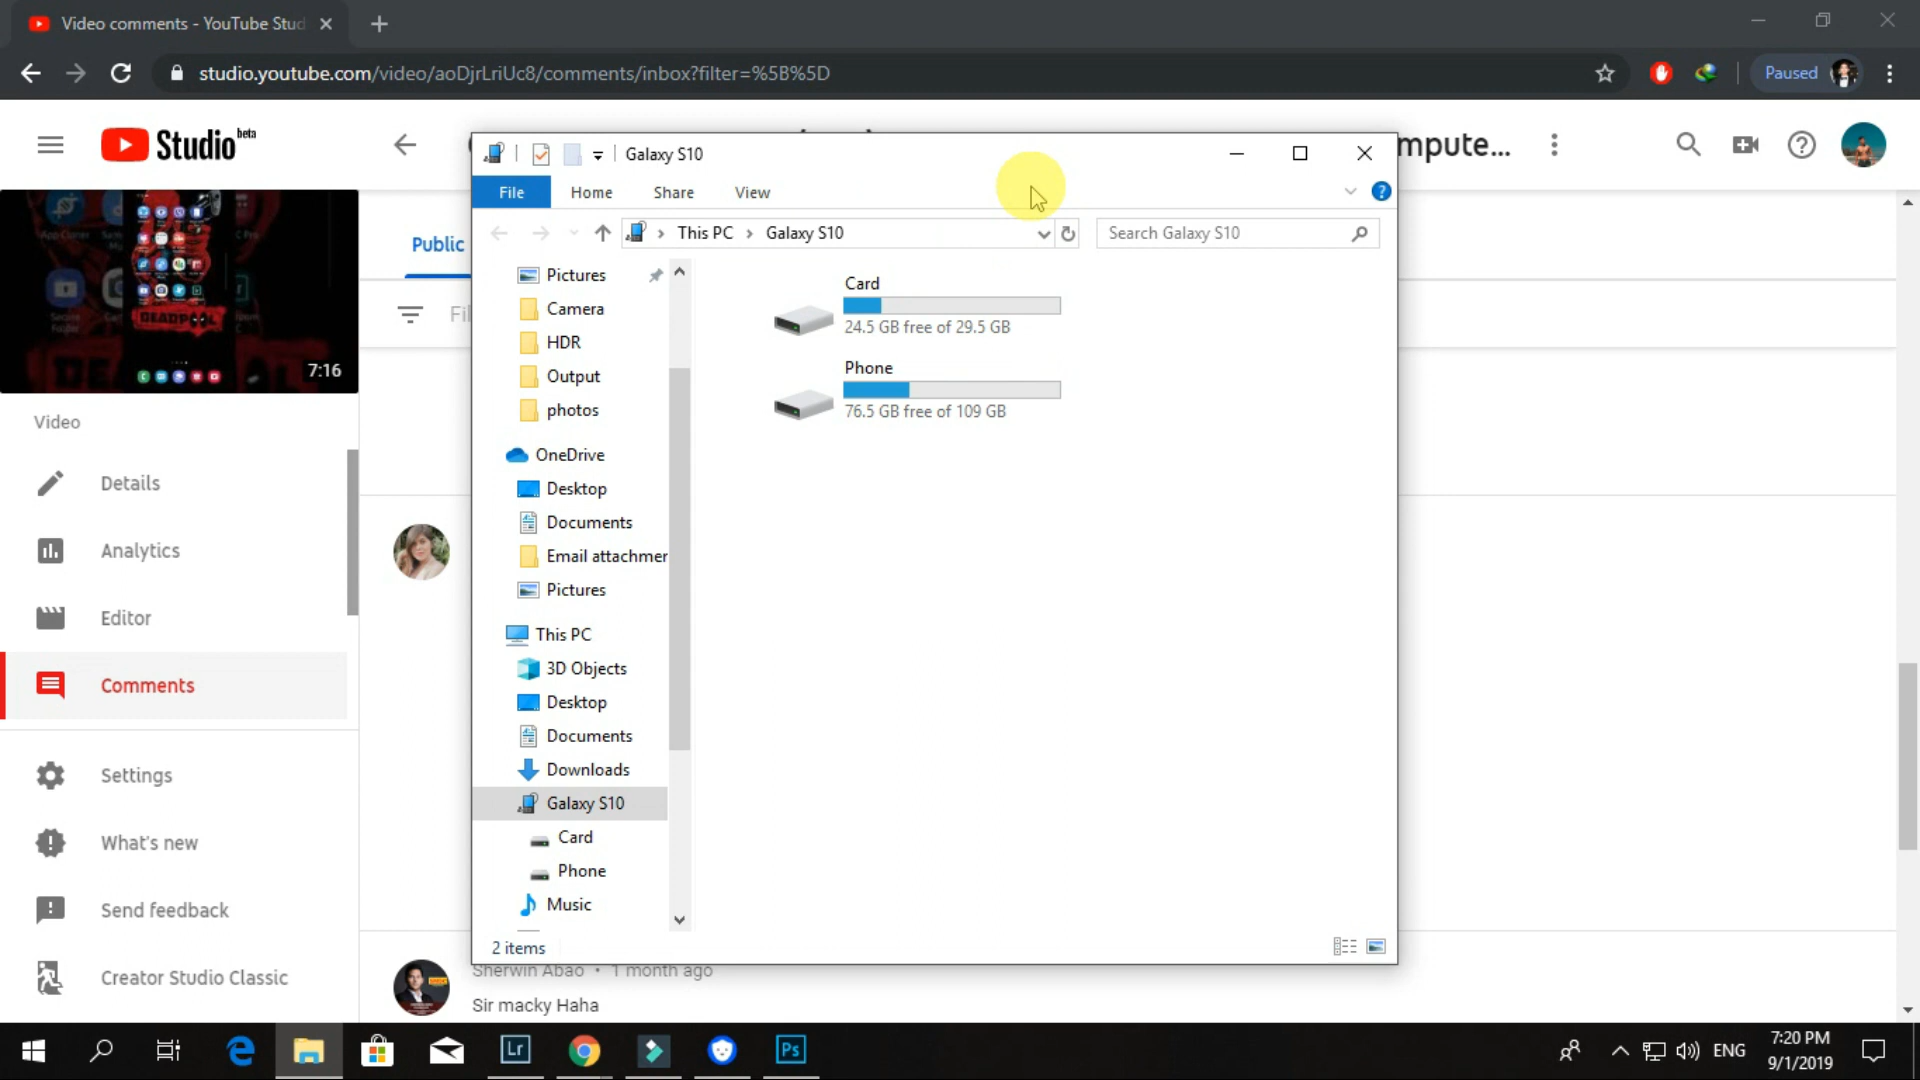 Video comments - YouTube Stud
studio.youtube.com/video/aoDjrLriUc8/comments/inbox?filter=%5B%5D
Paused
Studio beta
mpute...
DEADPOOL
7:16
Video
Details
Analytics
Editor
Comments
Settings
What's new
Send feedback
Creator Studio Classic
Public
Fil
Galaxy S10
File Home Share View
This PC > Galaxy S10
Search Galaxy S10
Pictures
Camera
HDR
Output
photos
OneDrive
Desktop
Documents
Email attachmer
Pictures
This PC
3D Objects
Desktop
Documents
Downloads
Galaxy S10
Card
Phone
Music
Card
24.5 GB free of 29.5 GB
Phone
76.5 GB free of 109 GB
2 items
Sherwin Abao • 1 month ago
Sir macky Haha
Lr
Ps
ENG
7:20 PM
9/1/2019